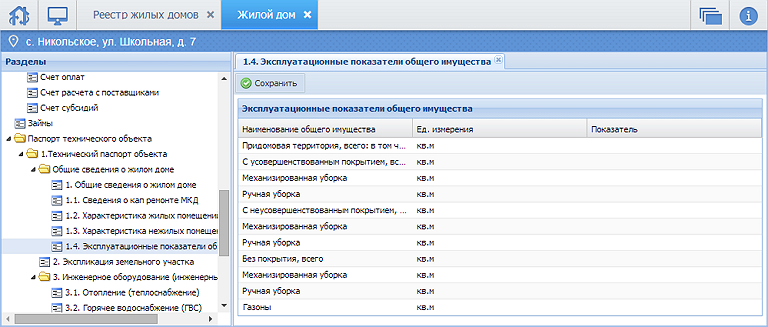 Реестр жилых домов
Жилой дом
с. Никольское, ул. Школьная, д. 7
Разделы
Счет оплат
Счет расчета с поставщиками
Счет субсидий
Займы
Паспорт технического объекта
1.Технический паспорт объекта
Общие сведения о жилом доме
1. Общие сведения о жилом доме
1.1. Сведения о кап ремонте МКД
1.2. Характеристика жилых помещени
1.3. Характеристика нежилых помеще
1.4. Эксплуатационные показатели об
2. Экспликация земельного участка
3. Инженерное оборудование (инженерны
3.1. Отопление (теплоснабжение)
3.2. Горячее водоснабжение (ГВС)
1.4. Эксплуатационные показатели общего имущества
Сохранить
Эксплуатационные показатели общего имущества
Наименование общего имущества Ед. измерения Показатель
Придомовая территория, всего: в том ч... кв.м
С усовершенствованным покрытием, вс... кв.м
Механизированная уборка кв.м
Ручная уборка кв.м
С неусовершенствованным покрытием, ... кв.м
Механизированная уборка кв.м
Ручная уборка кв.м
Без покрытия, всего кв.м
Механизированная уборка кв.м
Ручная уборка кв.м
Газоны кв.м